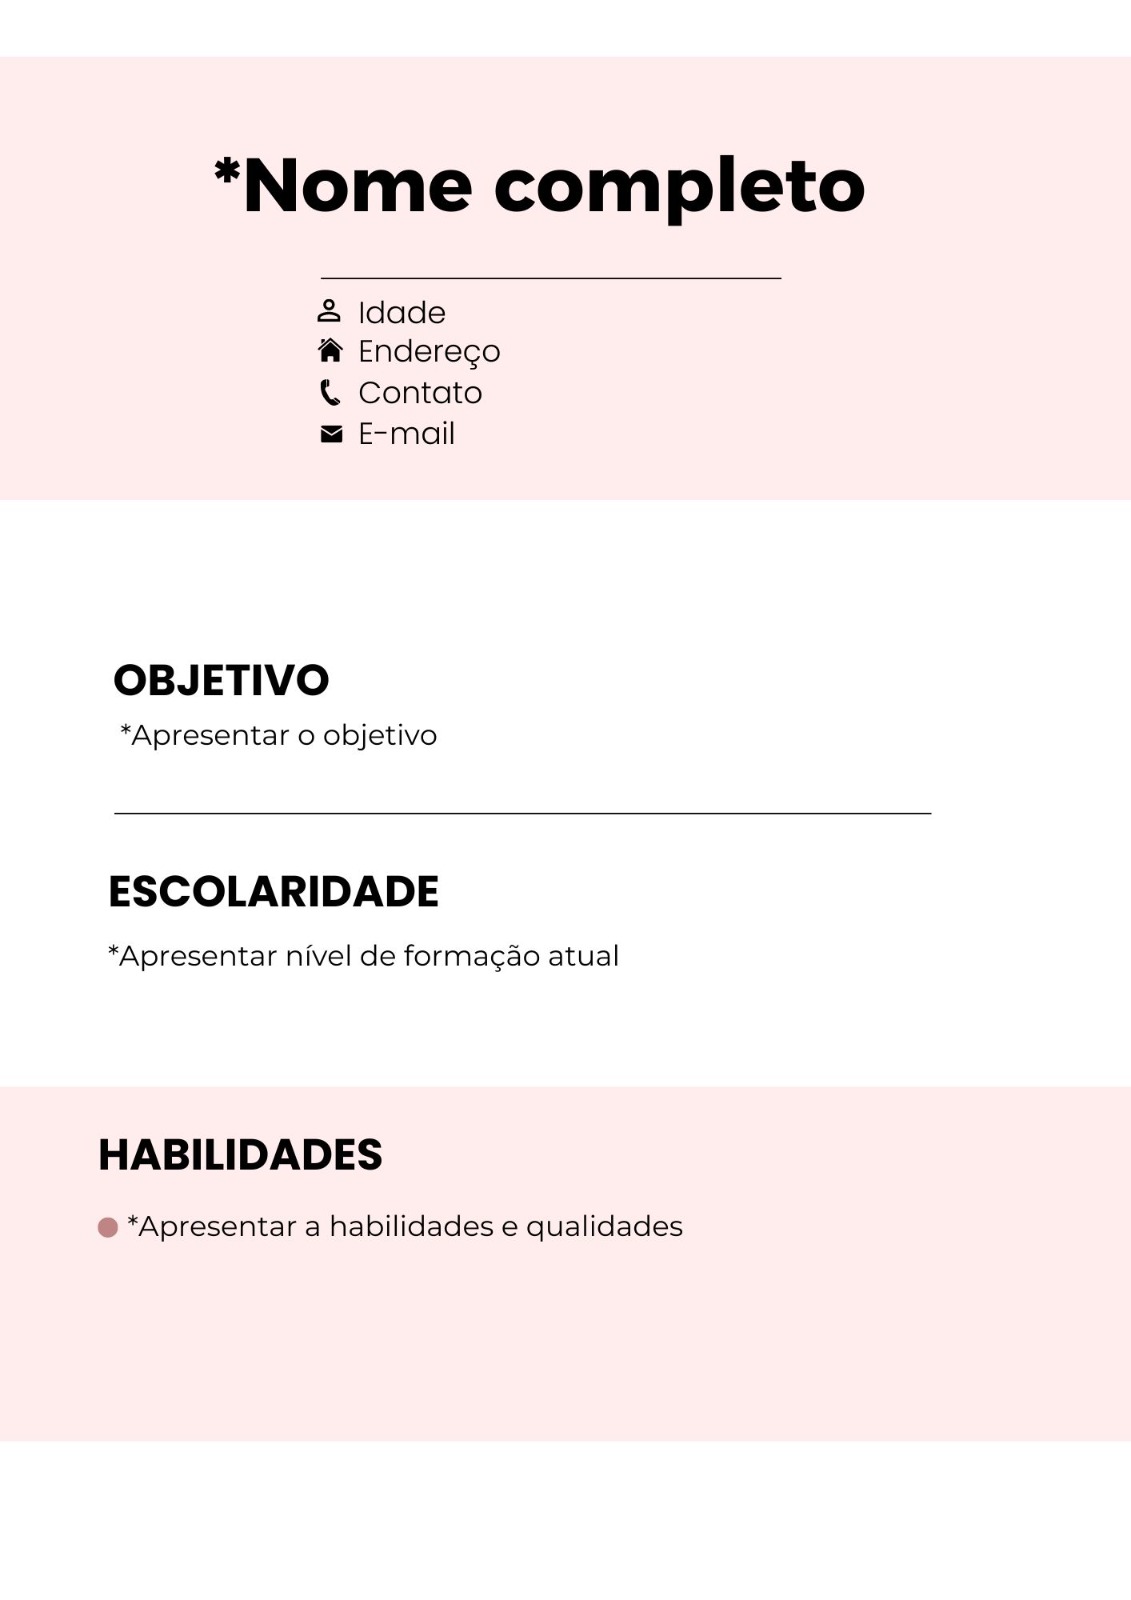 *Nome completo
Idade
Endereço
Contato
E-mail
OBJETIVO
*Apresentar o objetivo
ESCOLARIDADE
*Apresentar nível de formação atual
HABILIDADES
*Apresentar a habilidades e qualidades